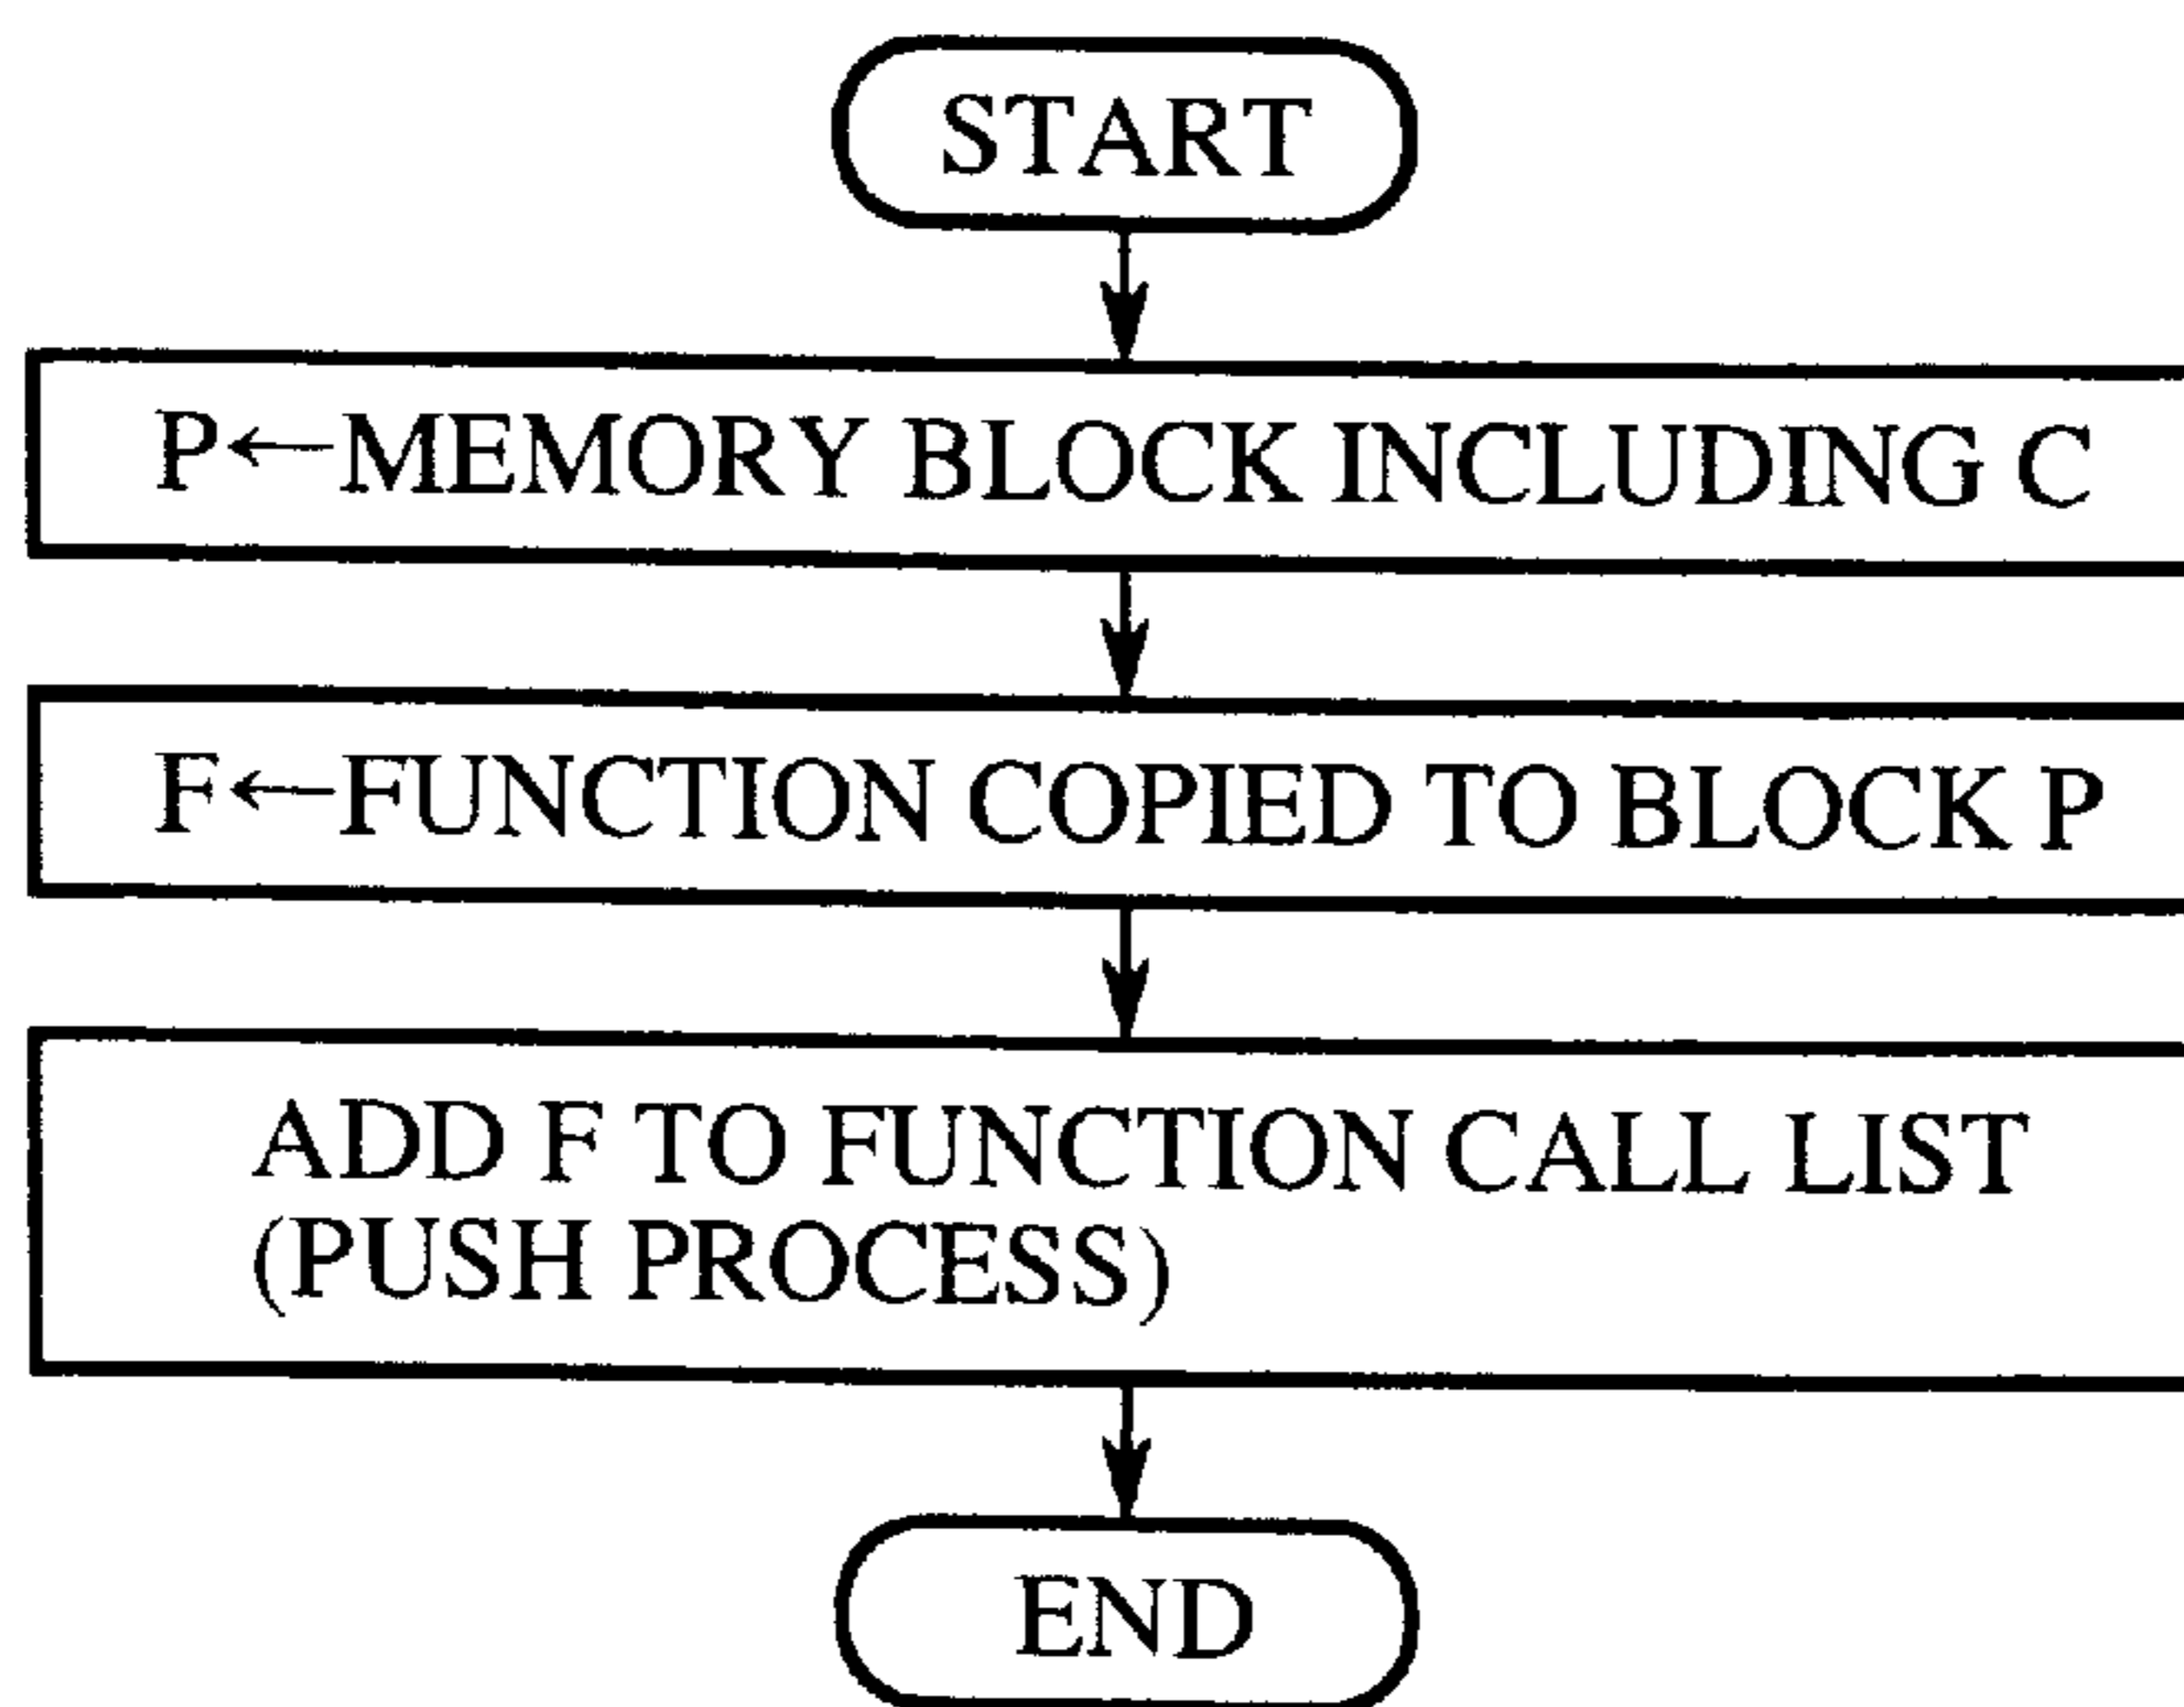 START
P←MEMORY BLOCK INCLUDING C
F←FUNCTION COPIED TO BLOCK P
ADD F TO FUNCTION CALL LIST
(PUSH PROCESS)
END